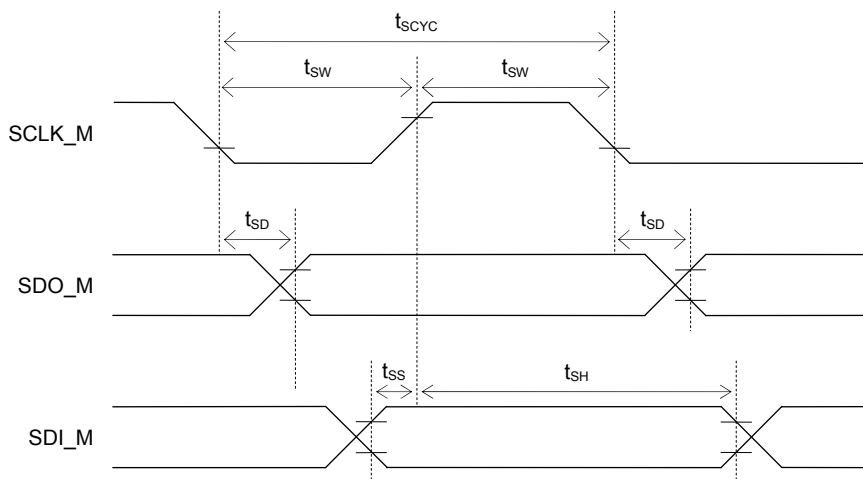 tSCYC
tSW tSW
SCLK_M
tSD tSD
SDO_M
tSS tSH
SDI_M